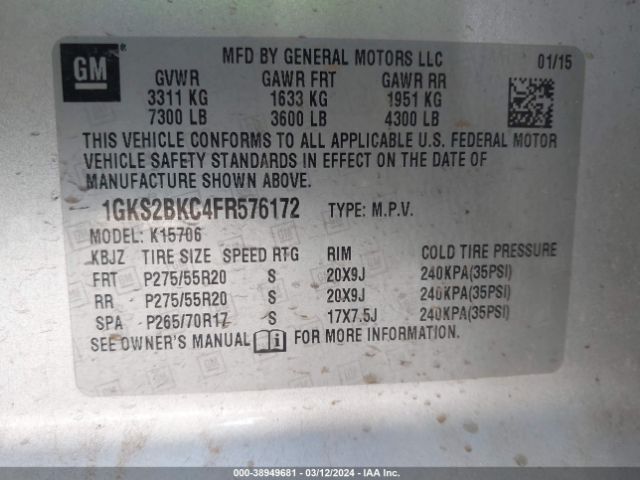 GM
MFD BY GENERAL MOTORS LLC 01/15
GVWR GAWR FRT GAWR RR
3311 KG 1633 KG 1951 KG
7300 LB 3600 LB 4300 LB
THIS VEHICLE CONFORMS TO ALL APPLICABLE U.S. FEDERAL MOTOR
VEHICLE SAFETY STANDARDS IN EFFECT ON THE DATE OF
MANUFACTURE SHOWN ABOVE.
1GKS2BKC4FR576172 TYPE: M.P.V.
MODEL: K15706
KBJZ TIRE SIZE SPEED RTG RIM COLD TIRE PRESSURE
FRT P275/55R20 S 20X9J 240KPA(35PSI)
RR P275/55R20 S 20X9J 240KPA(35PSI)
SPA P265/70R17 S 17X7.5J 240KPA(35PSI)
SEE OWNER'S MANUAL FOR MORE INFORMATION.
000-38949681 - 03/12/2024 - IAA Inc.